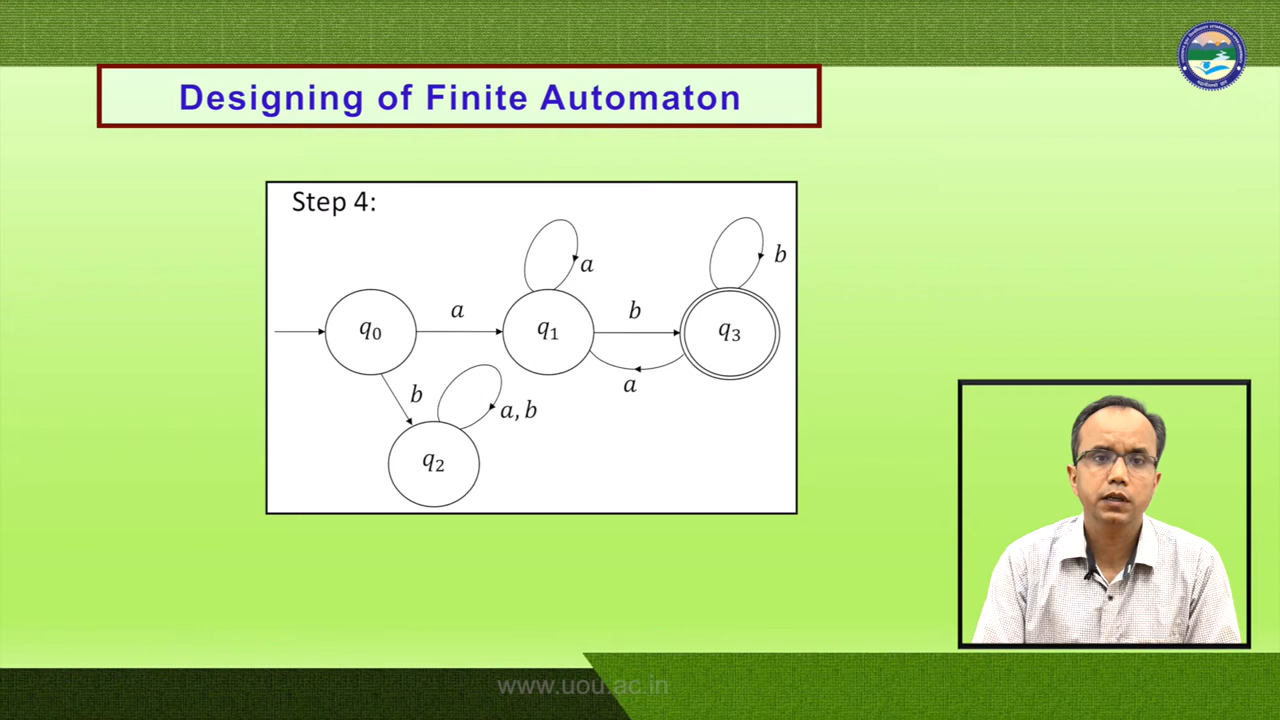 Designing of Finite Automaton
Step 4:
a
b
q₀
a
q₁
b
q₃
a
b
a, b
q₂
www.uou.ac.in